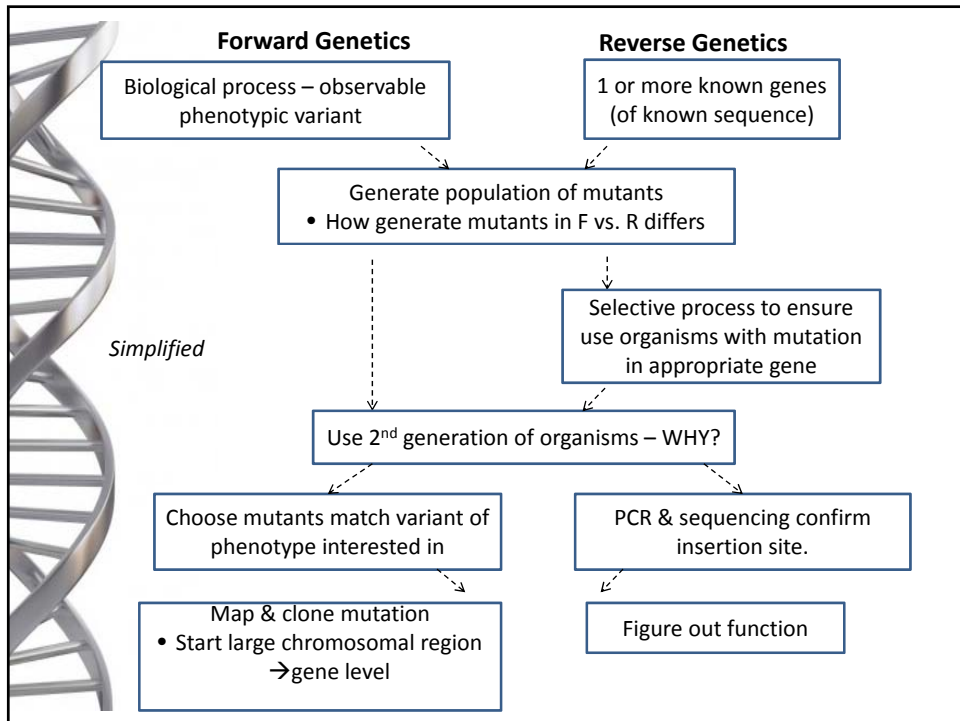 Forward Genetics
Reverse Genetics
Biological process – observable
phenotypic variant
1 or more known genes
(of known sequence)
Generate population of mutants
• How generate mutants in F vs. R differs
Selective process to ensure
use organisms with mutation
in appropriate gene
Simplified
Use 2nd generation of organisms – WHY?
Choose mutants match variant of
phenotype interested in
PCR & sequencing confirm
insertion site.
Map & clone mutation
• Start large chromosomal region
→gene level
Figure out function